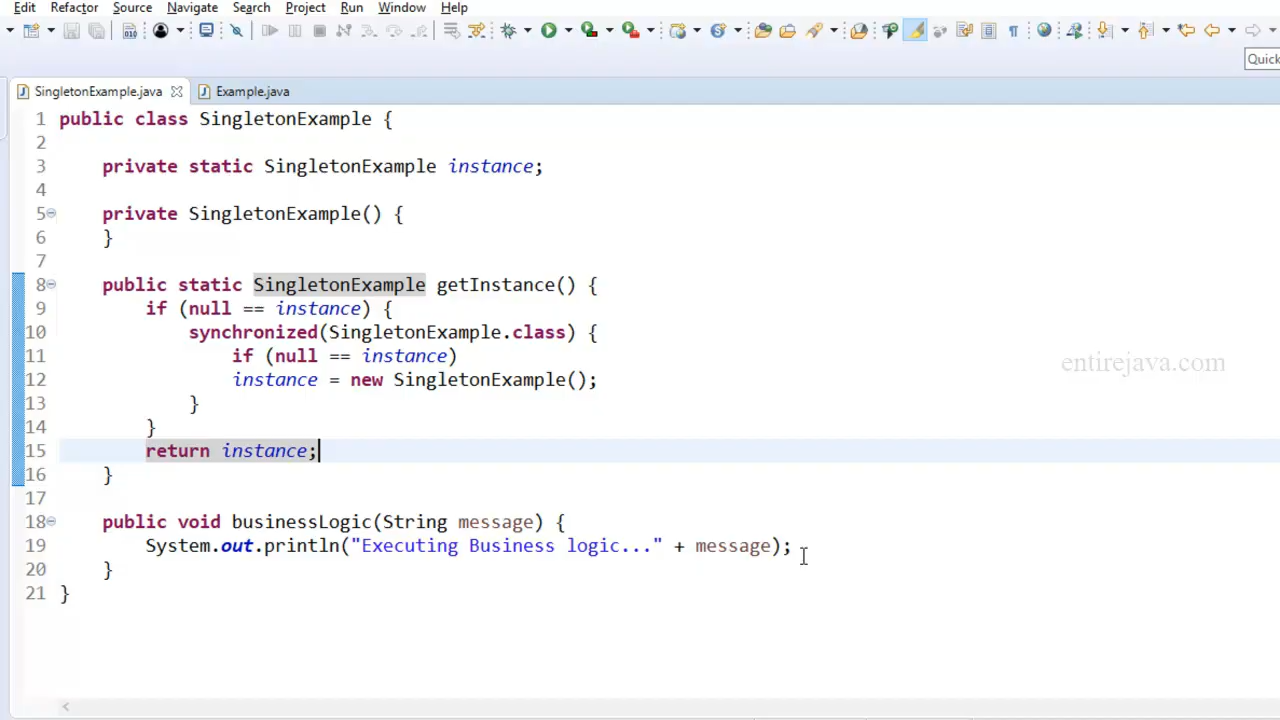 Edit Refactor Source Navigate Search Project Run Window Help
Quick
SingletonExample.java Example.java
1 public class SingletonExample {
2
3 private static SingletonExample instance;
4
5 private SingletonExample() {
6 }
7
8 public static SingletonExample getInstance() {
9 if (null == instance) {
10 synchronized(SingletonExample.class) {
11 if (null == instance)
12 instance = new SingletonExample();
13 }
14 }
15 return instance;
16 }
17
18 public void businessLogic(String message) {
19 System.out.println("Executing Business logic..." + message);
20 }
21 }
entirejava.com